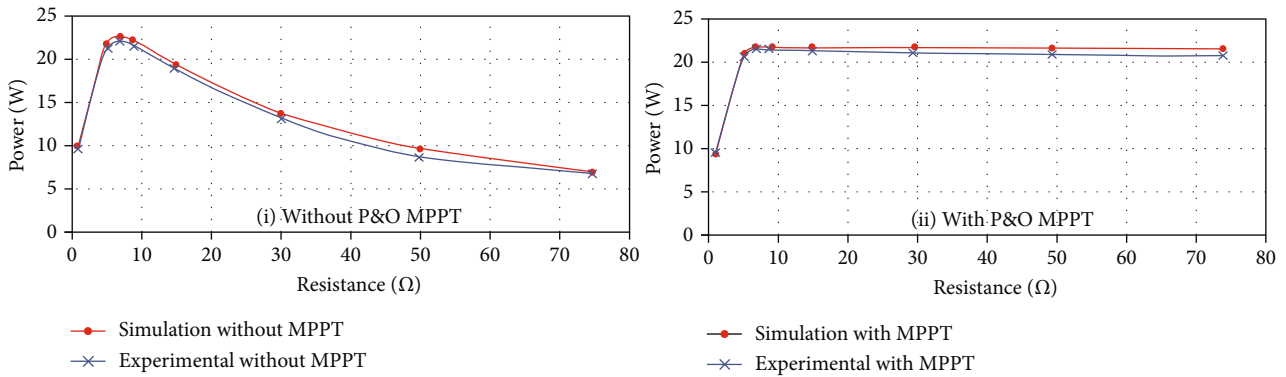 25
20
15
10
5
0
Power (W)
(i) Without P&O MPPT
0 10 20 30 40 50 60 70 80
Resistance (Ω)
Simulation without MPPT
Experimental without MPPT
25
20
15
10
5
0
Power (W)
(ii) With P&O MPPT
0 10 20 30 40 50 60 70 80
Resistance (Ω)
Simulation with MPPT
Experimental with MPPT